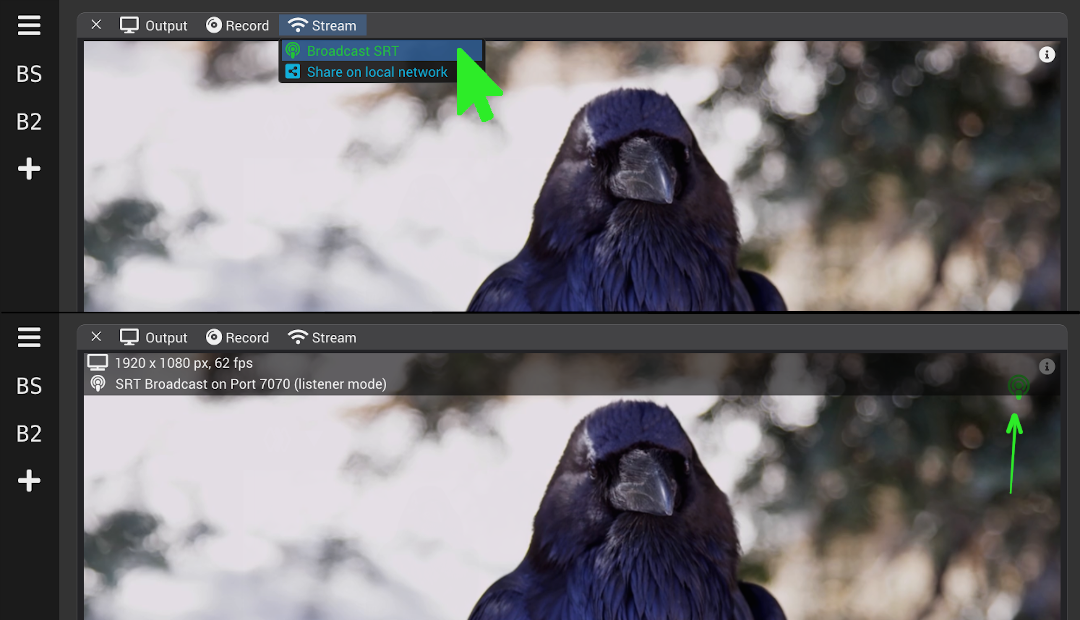 Output Record Stream
BS
Broadcast SRT
Share on local network
B2
Output Record Stream
1920 x 1080 px, 62 fps
BS
SRT Broadcast on Port 7070 (listener mode)
B2